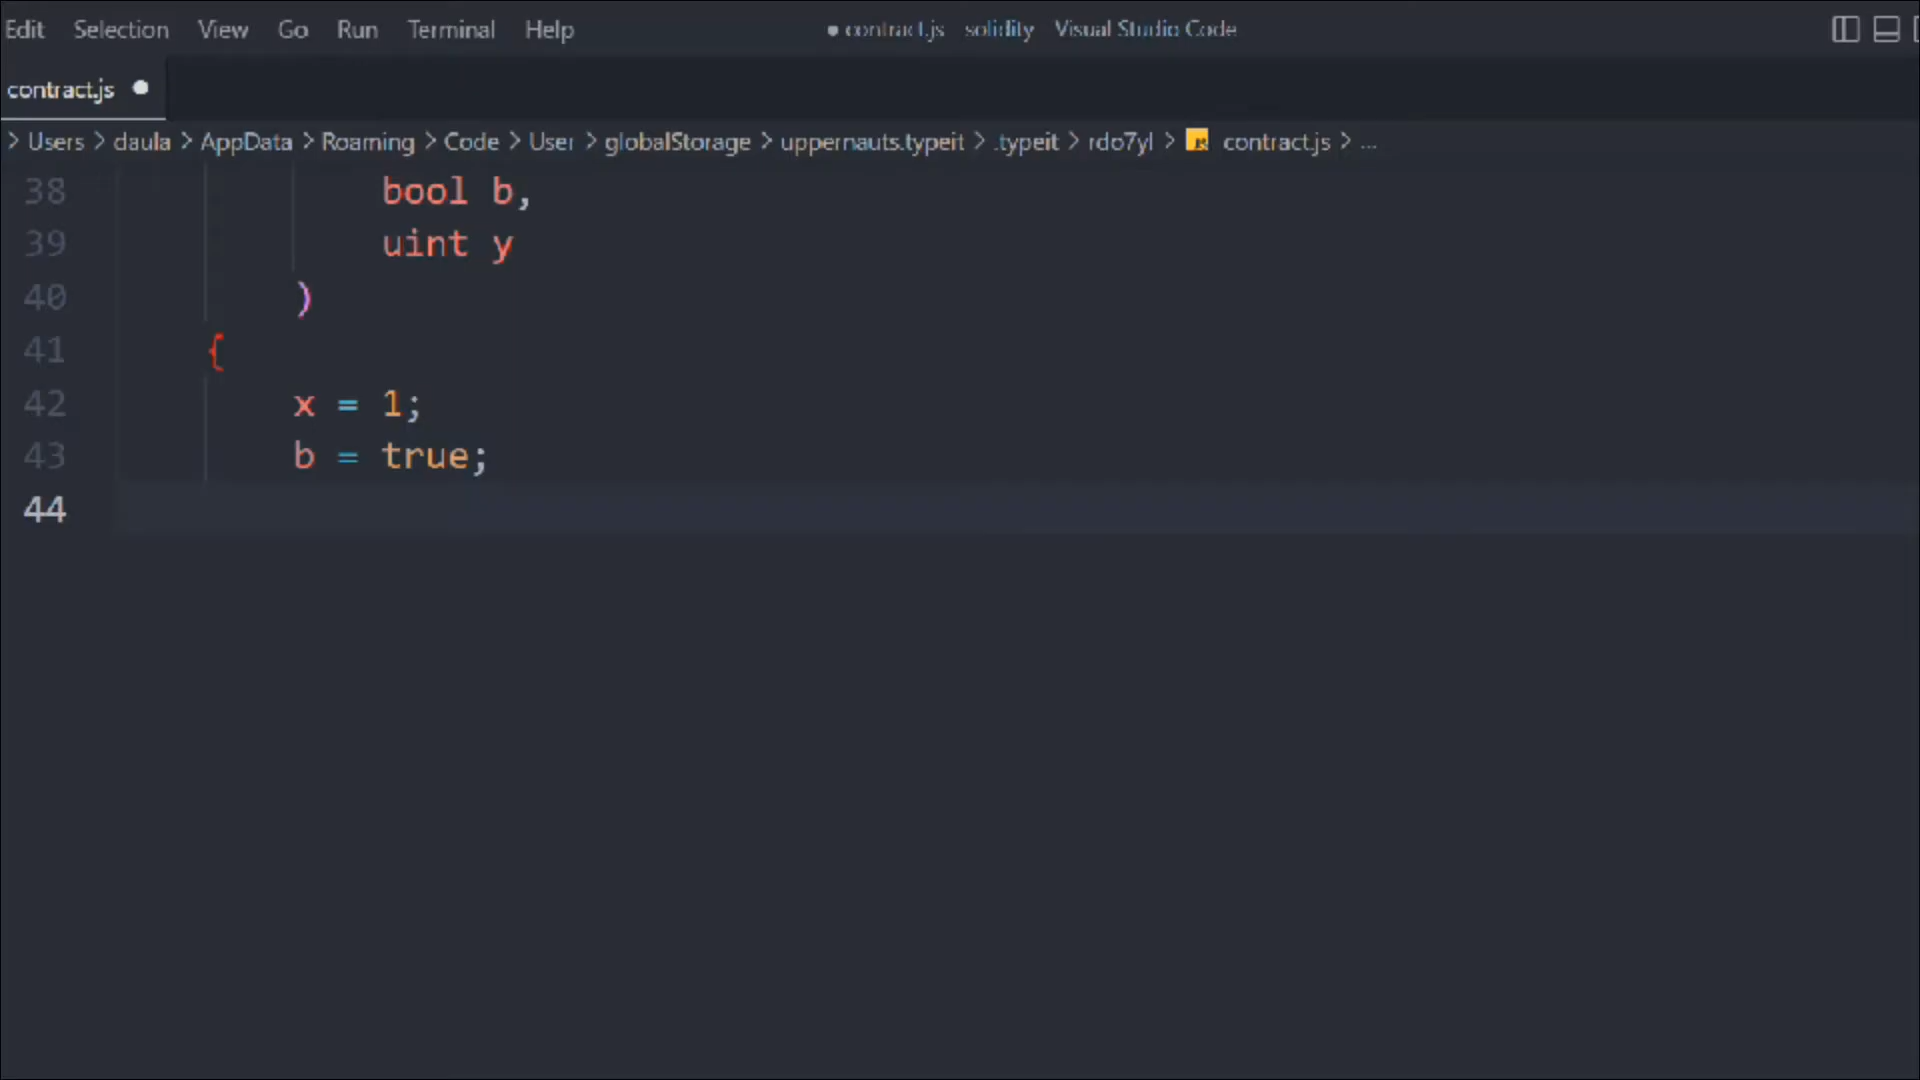 Edit Selection View Go Run Terminal Help ● contract.js solidity Visual Studio Code
contract.js ●
> Users > daula > AppData > Roaming > Code > User > globalStorage > uppernauts.typeit > .typeit > rdo7yl > contract.js > ...
38 bool b,
39 uint y
40 )
41 {
42 x = 1;
43 b = true;
44